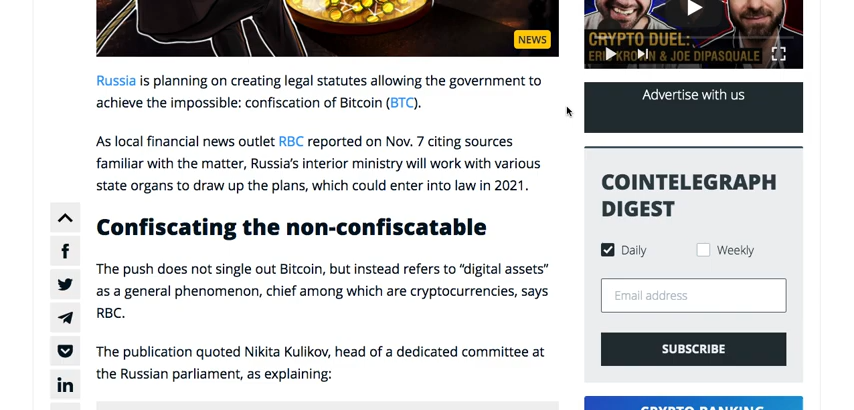 NEWS
Russia is planning on creating legal statutes allowing the government to
achieve the impossible: confiscation of Bitcoin (BTC).
As local financial news outlet RBC reported on Nov. 7 citing sources
familiar with the matter, Russia’s interior ministry will work with various
state organs to draw up the plans, which could enter into law in 2021.
Confiscating the non-confiscatable
The push does not single out Bitcoin, but instead refers to “digital assets”
as a general phenomenon, chief among which are cryptocurrencies, says
RBC.
The publication quoted Nikita Kulikov, head of a dedicated committee at
the Russian parliament, as explaining:
CRYPTO DUEL:
& JOE DIPASQUALE
Advertise with us
COINTELEGRAPH
DIGEST
Daily
Weekly
Email address
SUBSCRIBE
CRYPTO RANKING